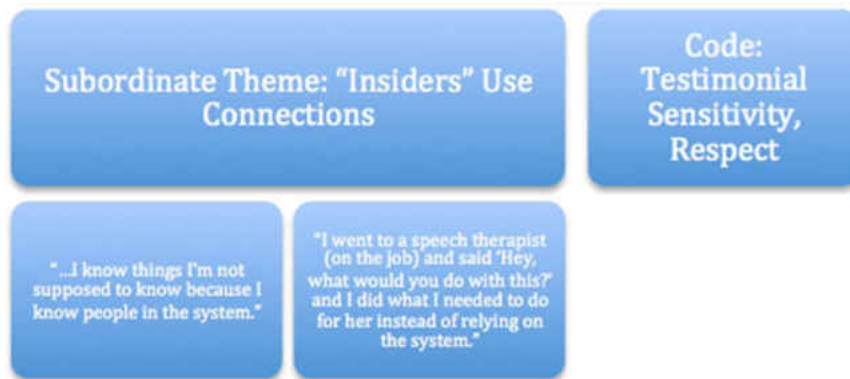 Subordinate Theme: “Insiders” Use
Connections
Code:
Testimonial
Sensitivity,
Respect
“...I know things I'm not
supposed to know because I
know people in the system.”
“I went to a speech therapist
(on the job) and said 'Hey,
what would you do with this?'
and I did what I needed to do
for her instead of relying on
the system.”